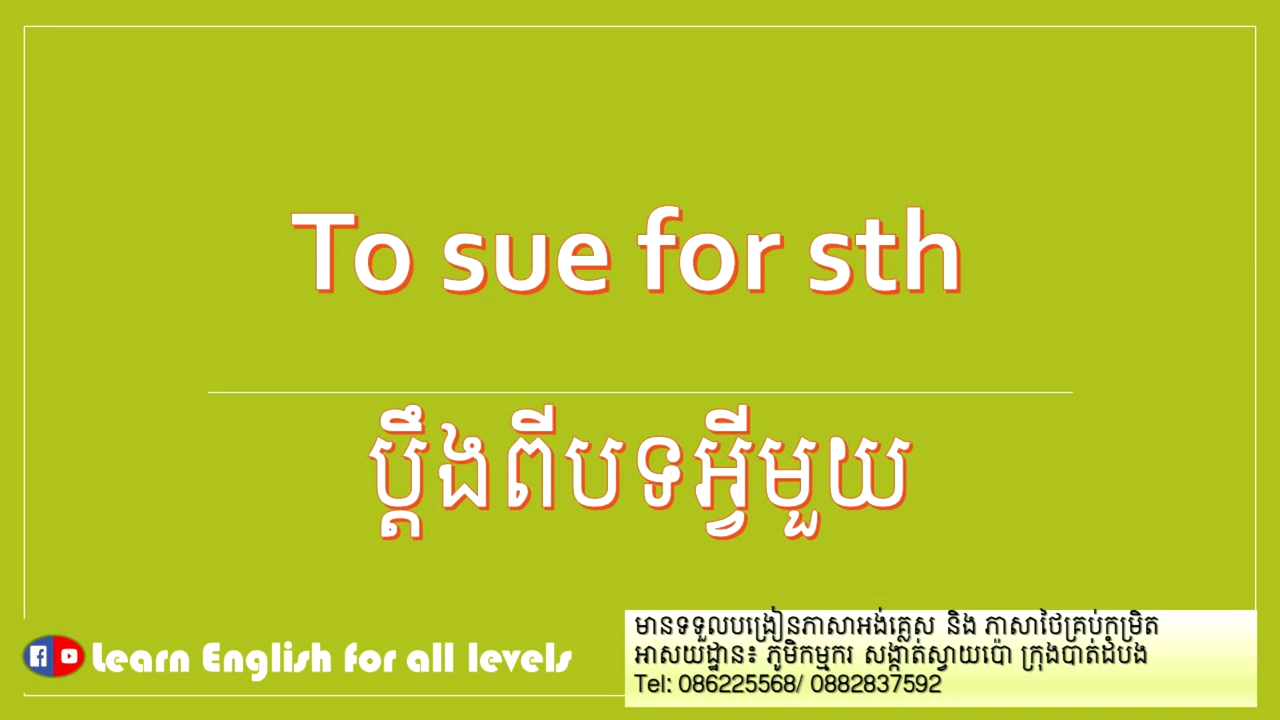 To sue for sth
ប្តឹងពីបទអ្វីមួយ
Learn English for all levels
មានទទួលបង្រៀនភាសាអង់គ្លេស និង ភាសាថៃគ្រប់កម្រិត
អាសយដ្ឋាន៖ ភូមិកម្មករ សង្កាត់ស្វាយប៉ោ ក្រុងបាត់ដំបង
Tel: 086225568/ 0882837592